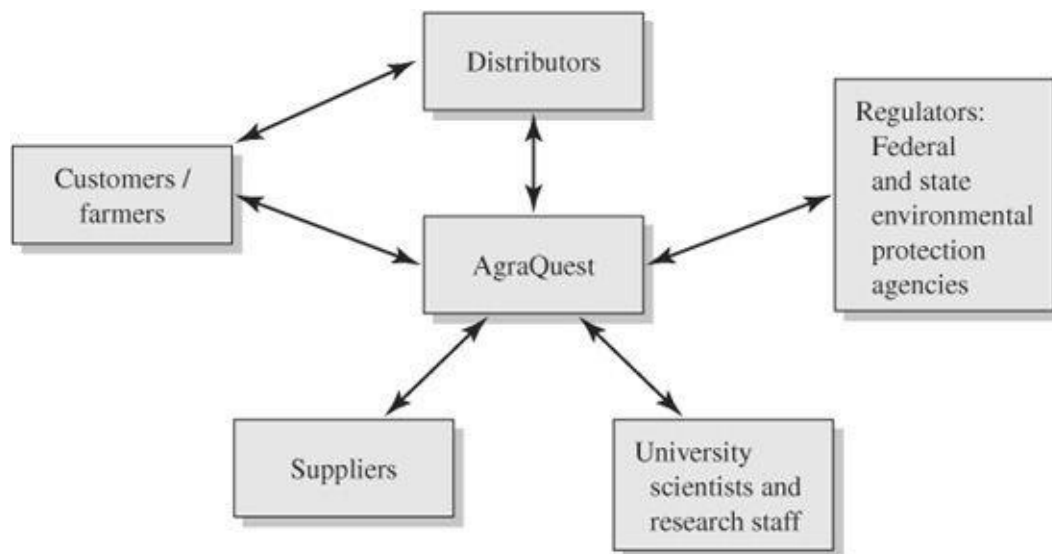 Distributors
Customers /
farmers
Regulators:
Federal
and state
environmental
protection
agencies
AgraQuest
Suppliers
University
scientists and
research staff